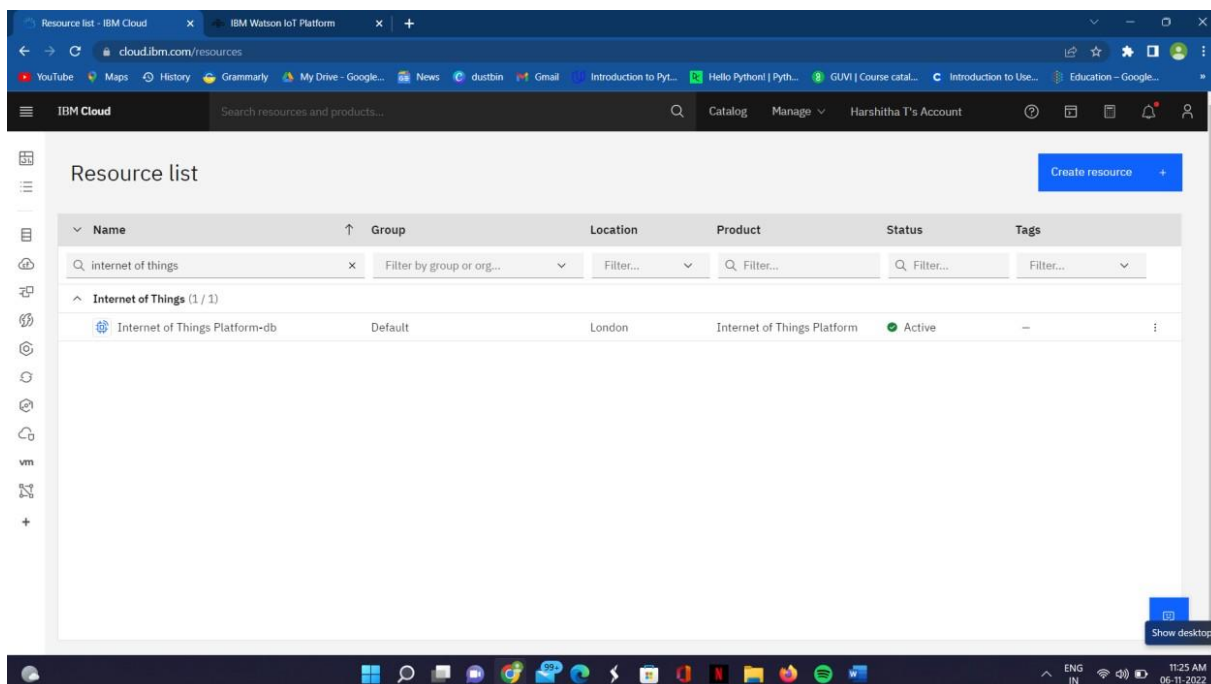 Resource list - IBM Cloud × IBM Watson IoT Platform × +
cloud.ibm.com/resources
YouTube Maps History Grammarly My Drive - Google... News dustbin Gmail Introduction to Pyt... Hello Python! | Pyth... GUVI | Course catal... Introduction to Use... Education – Google... »
IBM Cloud Search resources and products... Catalog Manage Harshitha T's Account
Resource list Create resource +
Name ↑ Group Location Product Status Tags
internet of things × Filter by group or org... Filter... Filter... Filter... Filter...
Internet of Things (1 / 1)
Internet of Things Platform-db Default London Internet of Things Platform Active –
vm
+
Show desktop
99+ ENG 11:25 AM
IN 06-11-2022